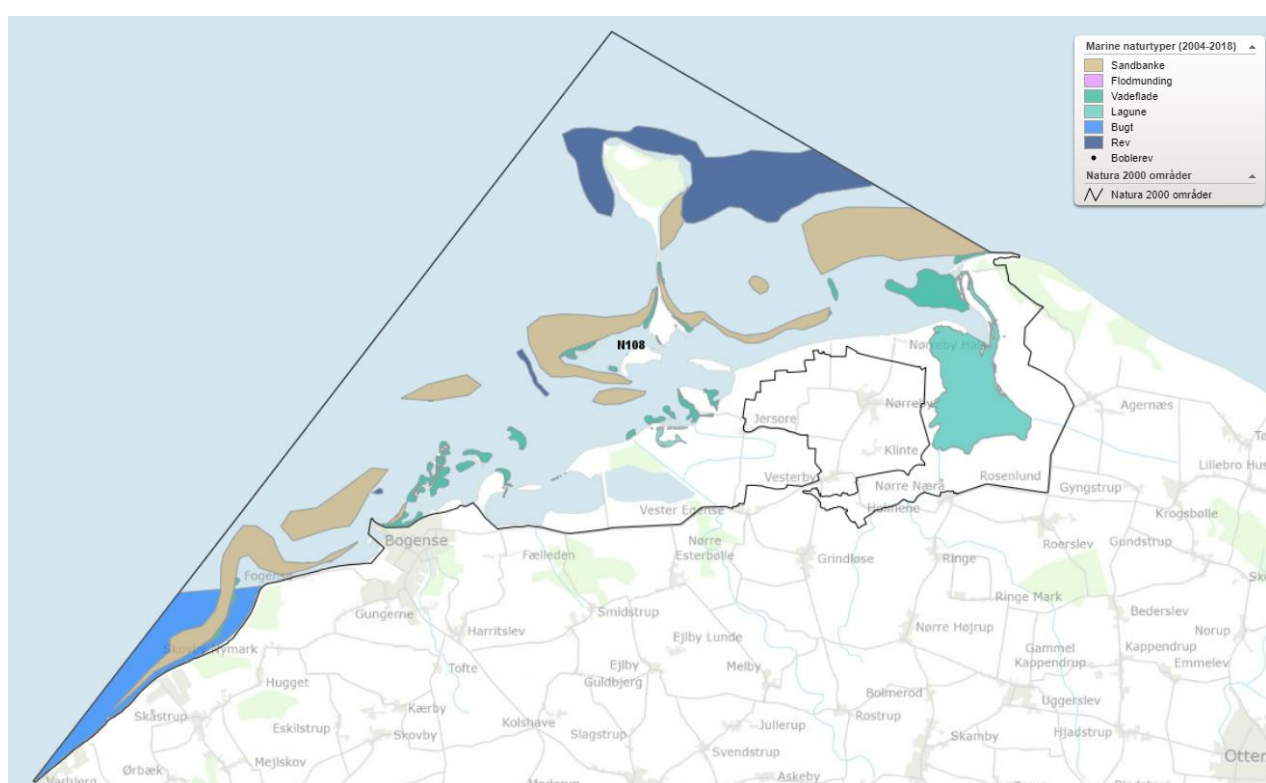 Marine naturtyper (2004-2018)
Sandbanke
Flodmunding
Vadeflade
Lagune
Bugt
Rev
Boblerev
Natura 2000 områder
Natura 2000 områder
N108
Nørreby Hals
Jersore
Nørreby
Agernæs
Klinte
Vesterby
Nørre Nærå
Rosenlund
Gyngstrup
Lillebro
Vester Egense
Holmene
Krogsbølle
Bogense
Fælleden
Nørre
Esterbølle
Grindløse
Ringe
Roerslev
Gundstrup
Fogense
Ringe Mark
Gungerne
Smidstrup
Bederslev
Harritslev
Ejlby Lunde
Nørre Højrup
Norup
Skovby Nymark
Tofte
Ejlby
Melby
Gammel
Kappendrup
Kappendrup
Emmelev
Hugget
Guldbjerg
Bolmerod
Uggerslev
Skåstrup
Kærby
Kolshave
Jullerup
Rostrup
Eskilstrup
Skovby
Slagstrup
Skamby
Hjadstrup
Mejlskov
Svendstrup
Otter
Ørbæk
Askeby